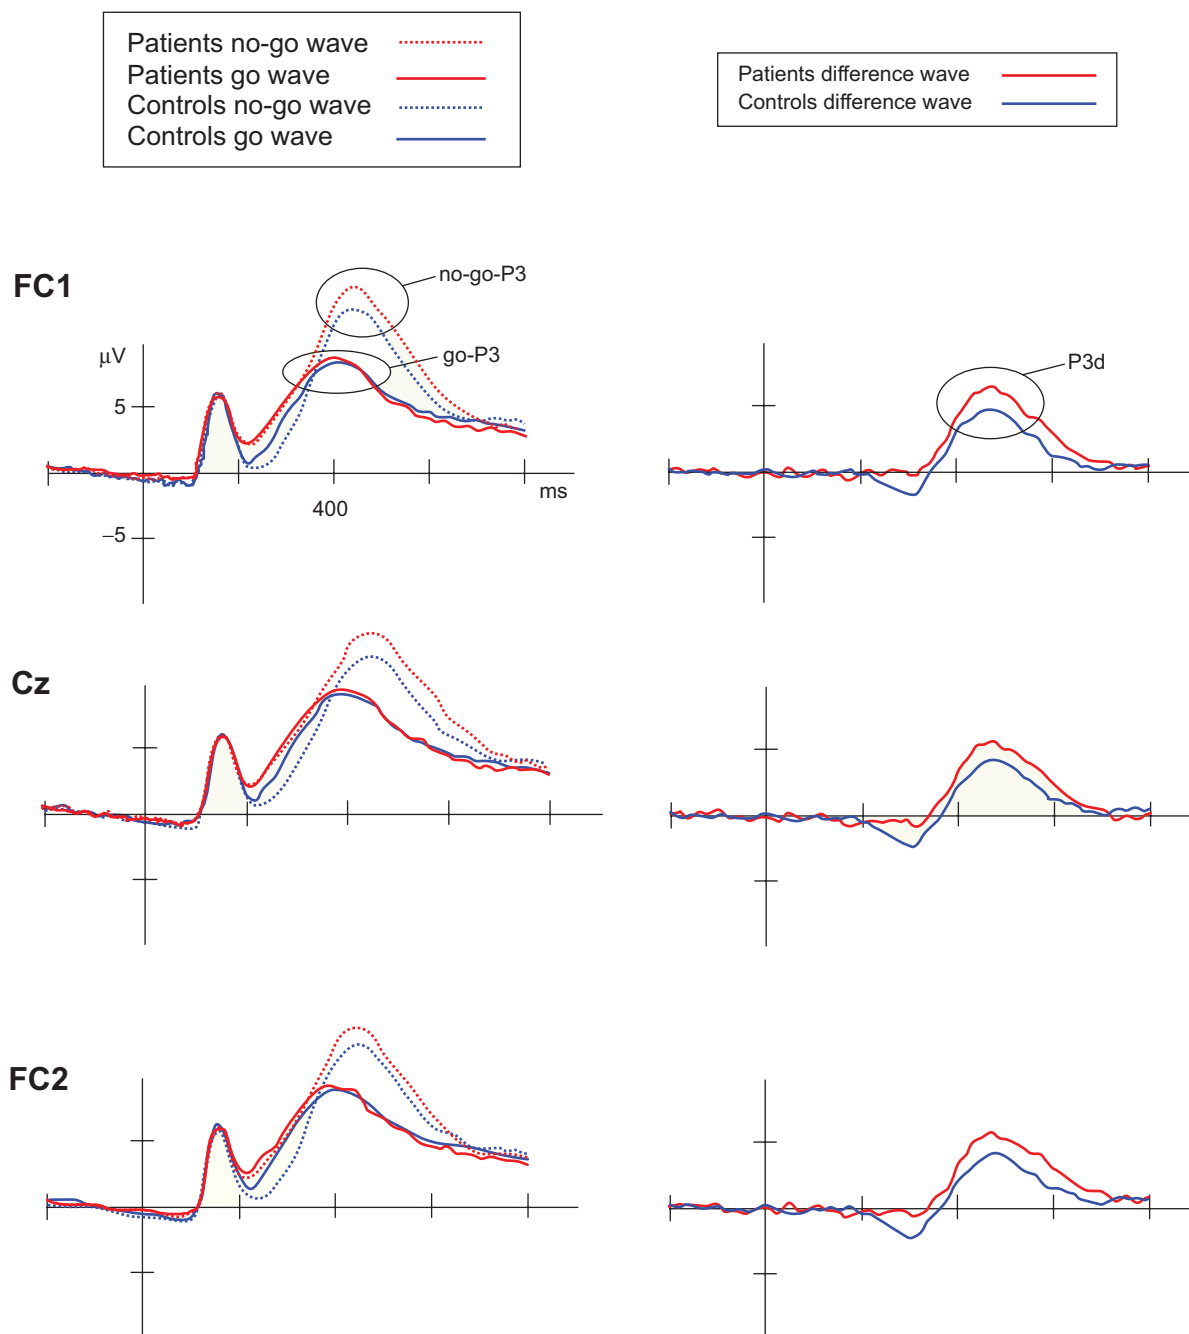 Patients no-go wave
Patients go wave
Controls no-go wave
Controls go wave
Patients difference wave
Controls difference wave
FC1
no-go-P3
μV
go-P3
P3d
5
ms
400
–5
Cz
FC2